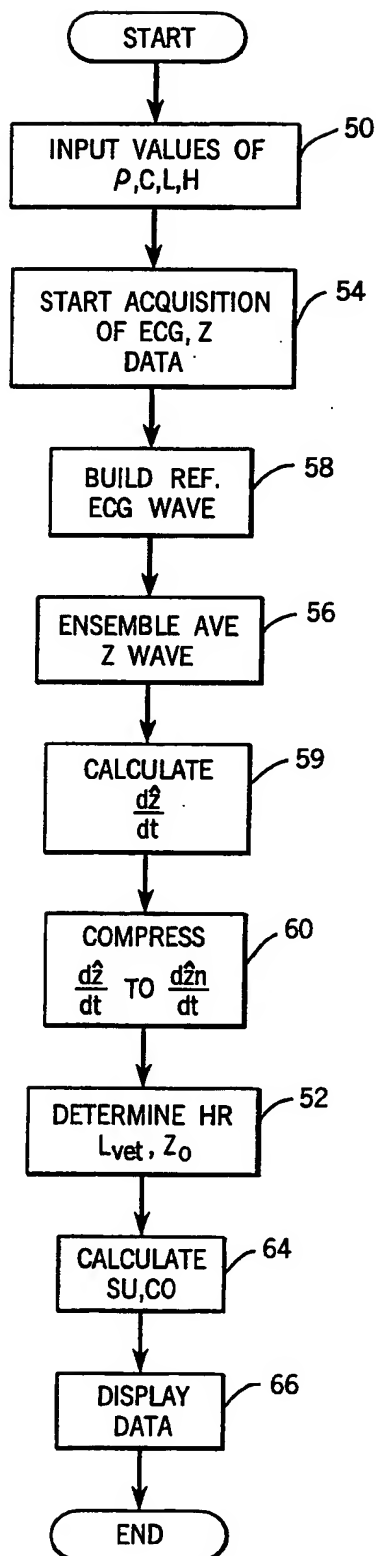 START
INPUT VALUES OF
ρ,C,L,H
50
START ACQUISITION
OF ECG, Z
DATA
54
BUILD REF.
ECG WAVE
58
ENSEMBLE AVE
Z WAVE
56
CALCULATE
dẑ
dt
59
COMPRESS
dẑ TO dẑn
dt dt
60
DETERMINE HR
Lvet, Zo
52
CALCULATE
SU,CO
64
DISPLAY
DATA
66
END